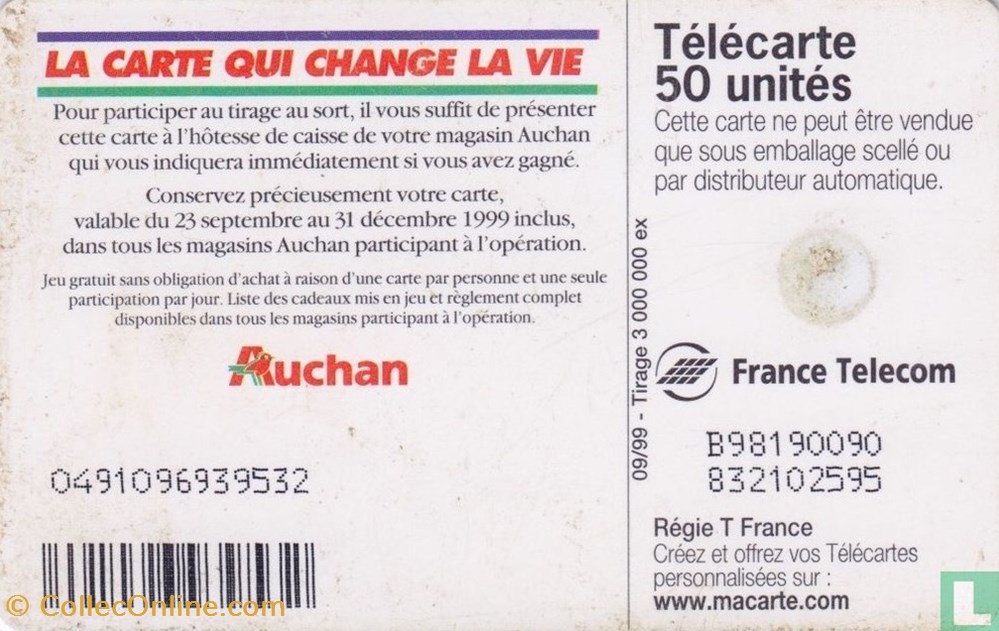 LA CARTE QUI CHANGE LA VIE
Pour participer au tirage au sort, il vous suffit de présenter
cette carte à l'hôtesse de caisse de votre magasin Auchan
qui vous indiquera immédiatement si vous avez gagné.
Conservez précieusement votre carte,
valable du 23 septembre au 31 décembre 1999 inclus,
dans tous les magasins Auchan participant à l'opération.
Jeu gratuit sans obligation d'achat à raison d'une carte par personne et une seule
participation par jour. Liste des cadeaux mis en jeu et règlement complet
disponibles dans tous les magasins participant à l'opération.
Auchan
0491096939532
© CollecOnline.com
09/99 - Tirage 3 000 000 ex
Télécarte
50 unités
Cette carte ne peut être vendue
que sous emballage scellé ou
par distributeur automatique.
France Telecom
B98190090
832102595
Régie T France
Créez et offrez vos Télécartes
personnalisées sur :
www.macarte.com
L